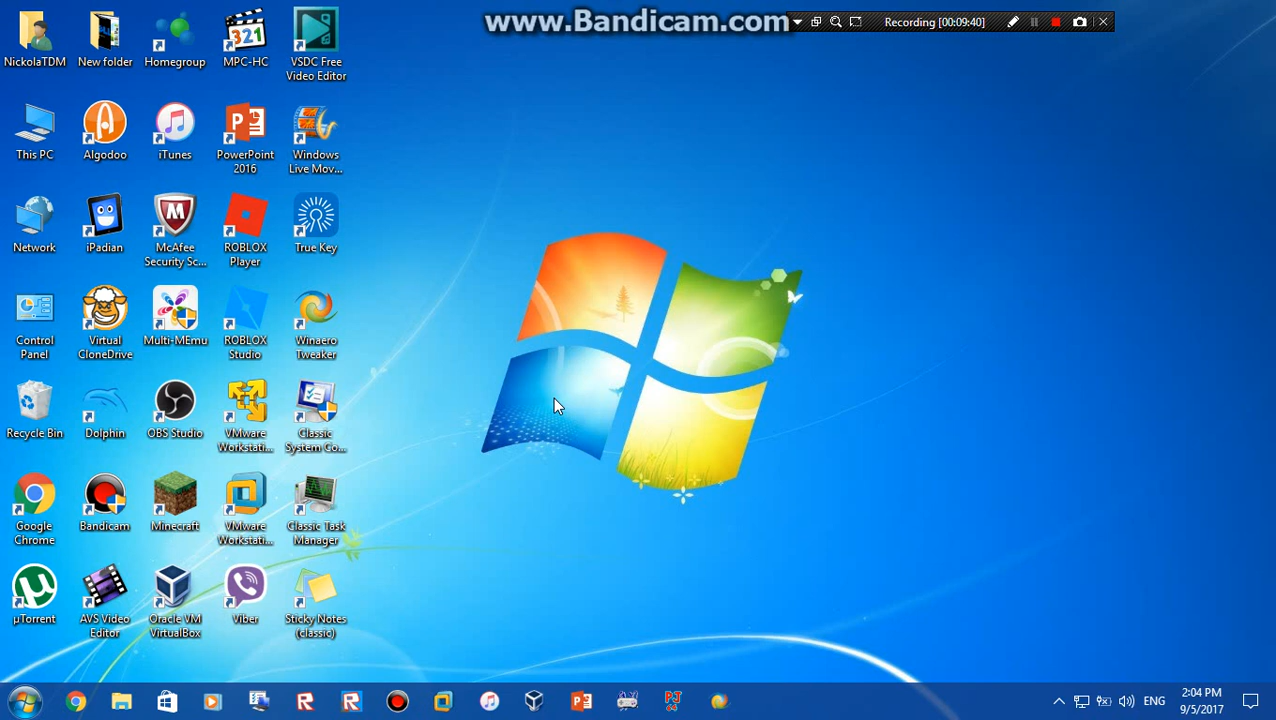 www.Bandicam.com
Recording [00:09:40]
NickolaTDM
New folder
Homegroup
MPC-HC
321
VSDC Free
Video Editor
This PC
Algodoo
iTunes
PowerPoint
2016
Windows
Live Mov...
Network
iPadian
McAfee
Security Sc...
ROBLOX
Player
True Key
Control
Panel
Virtual
CloneDrive
Multi-MEmu
ROBLOX
Studio
Winaero
Tweaker
Recycle Bin
Dolphin
OBS Studio
VMware
Workstati...
Classic
System Co...
Google
Chrome
Bandicam
Minecraft
VMware
Workstati...
Classic Task
Manager
µTorrent
AVS Video
Editor
Oracle VM
VirtualBox
Viber
Sticky Notes
(classic)
PJ
64
ENG
2:04 PM
9/5/2017